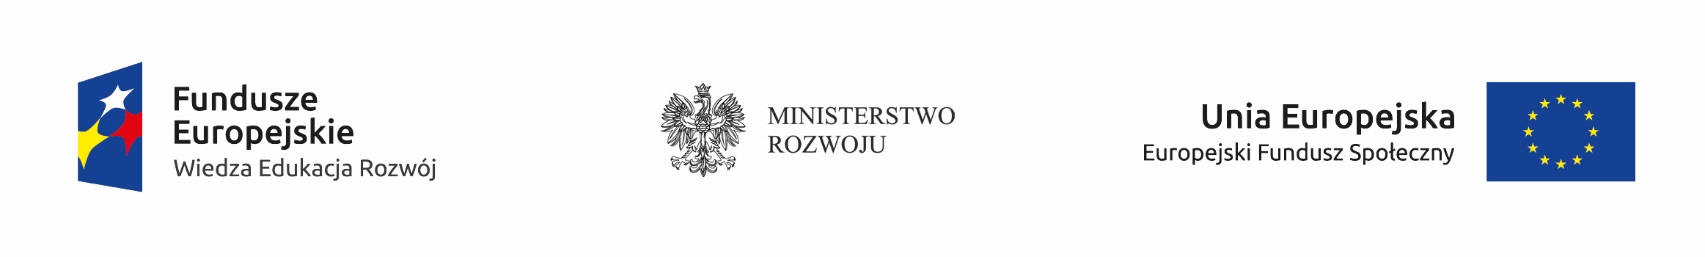 Fundusze
Europejskie
Wiedza Edukacja Rozwój
MINISTERSTWO
ROZWOJU
Unia Europejska
Europejski Fundusz Społeczny